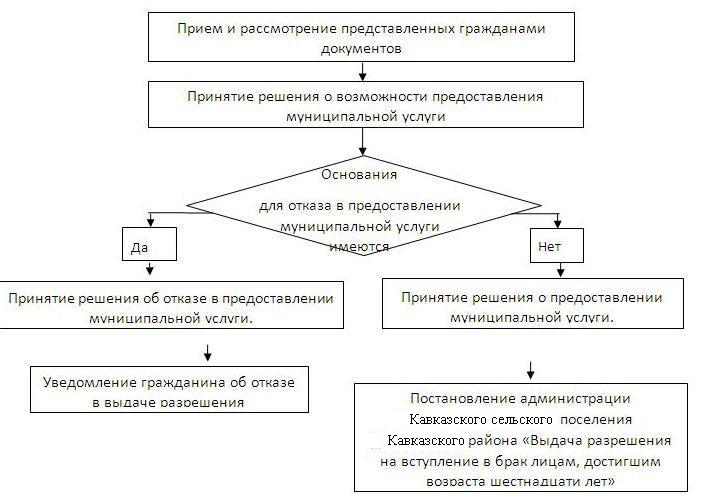 Прием и рассмотрение представленных гражданами
документов
Принятие решения о возможности предоставления
муниципальной услуги
Основания
для отказа в предоставлении
муниципальной услуги
имеются
Да
Нет
Принятие решения об отказе в предоставлении
муниципальной услуги.
Принятие решения о предоставлении
муниципальной услуги.
Уведомление гражданина об отказе
в выдаче разрешения
Постановление администрации
Кавказского сельского поселения
Кавказского района «Выдача разрешения
на вступление в брак лицам, достигшим
возраста шестнадцати лет»